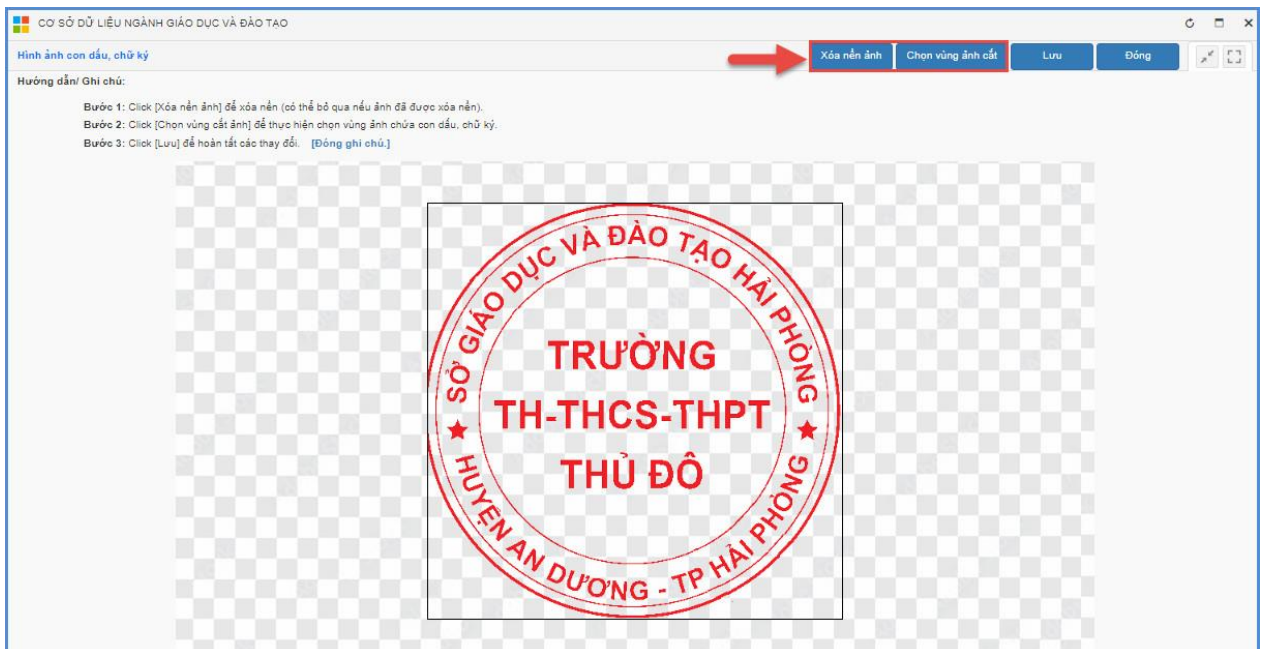 CƠ SỞ DỮ LIỆU NGÀNH GIÁO DỤC VÀ ĐÀO TẠO
Hình ảnh con dấu, chữ ký
Xóa nền ảnh
Chọn vùng ảnh cắt
Lưu
Đóng
Hướng dẫn/ Ghi chú:
Bước 1: Click [Xóa nền ảnh] để xóa nền (có thể bỏ qua nếu ảnh đã được xóa nền).
Bước 2: Click [Chọn vùng cắt ảnh] để thực hiện chọn vùng ảnh chứa con dấu, chữ ký.
Bước 3: Click [Lưu] để hoàn tất các thay đổi. [Đóng ghi chú.]
SỞ GIÁO DỤC VÀ ĐÀO TẠO HẢI PHÒNG
TRƯỜNG
TH-THCS-THPT
THỦ ĐÔ
★ HUYỆN AN DƯƠNG - TP HẢI PHÒNG ★